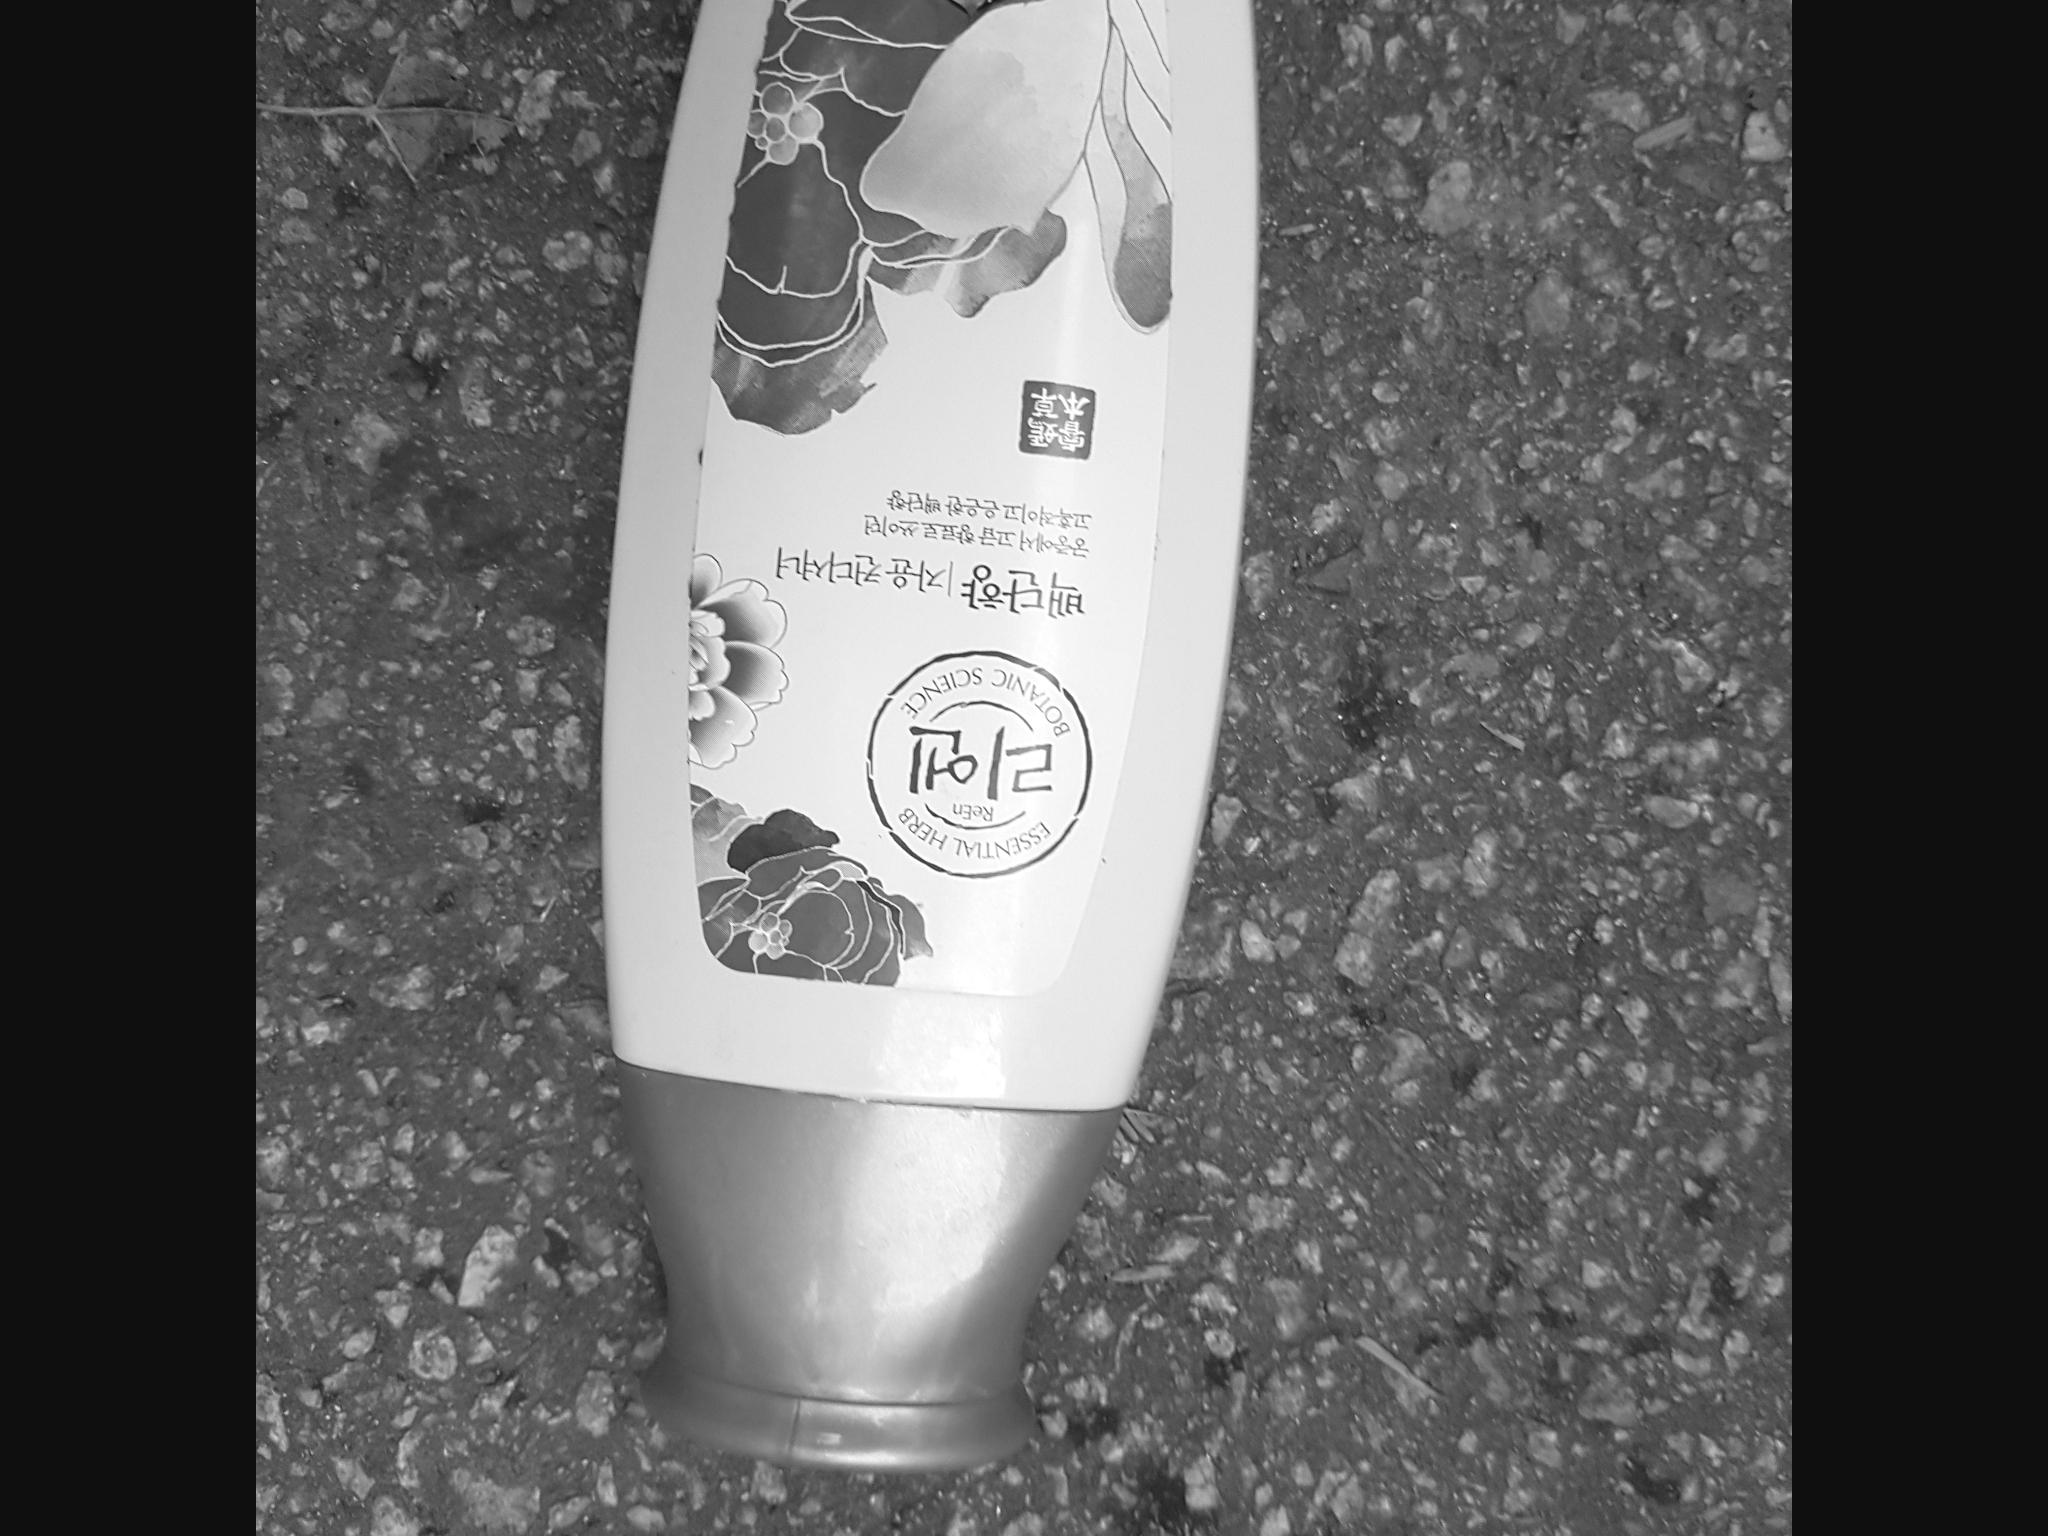 ESSENTIAL HERB
ReEn
리엔
BOTANIC SCIENCE
백단향 | 자윤 컨디셔너
궁중에서 고급 향료로 쓰이던
고혹적이고 은은한 백단향
本草